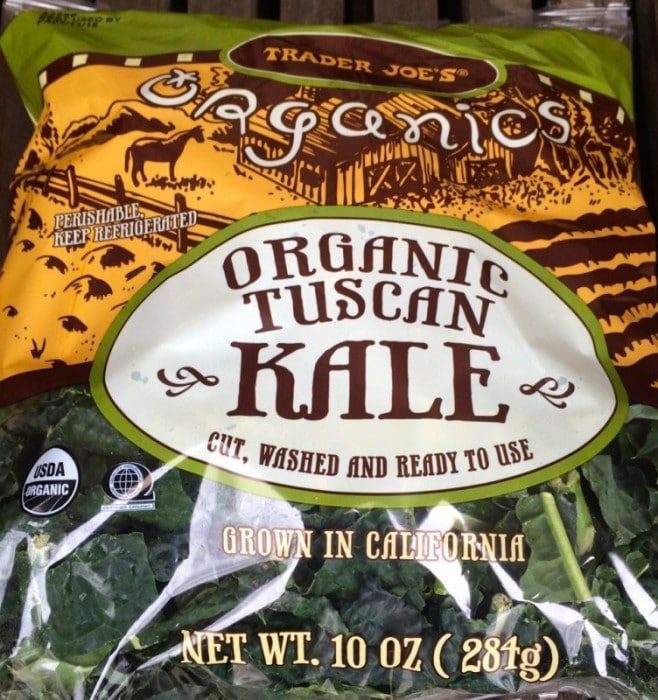 TRADER JOE'S®
Organics
PERISHABLE,
KEEP REFRIGERATED
ORGANIC
TUSCAN
KALE
CUT, WASHED AND READY TO USE
USDA
ORGANIC
GROWN IN CALIFORNIA
NET WT. 10 OZ (284g)